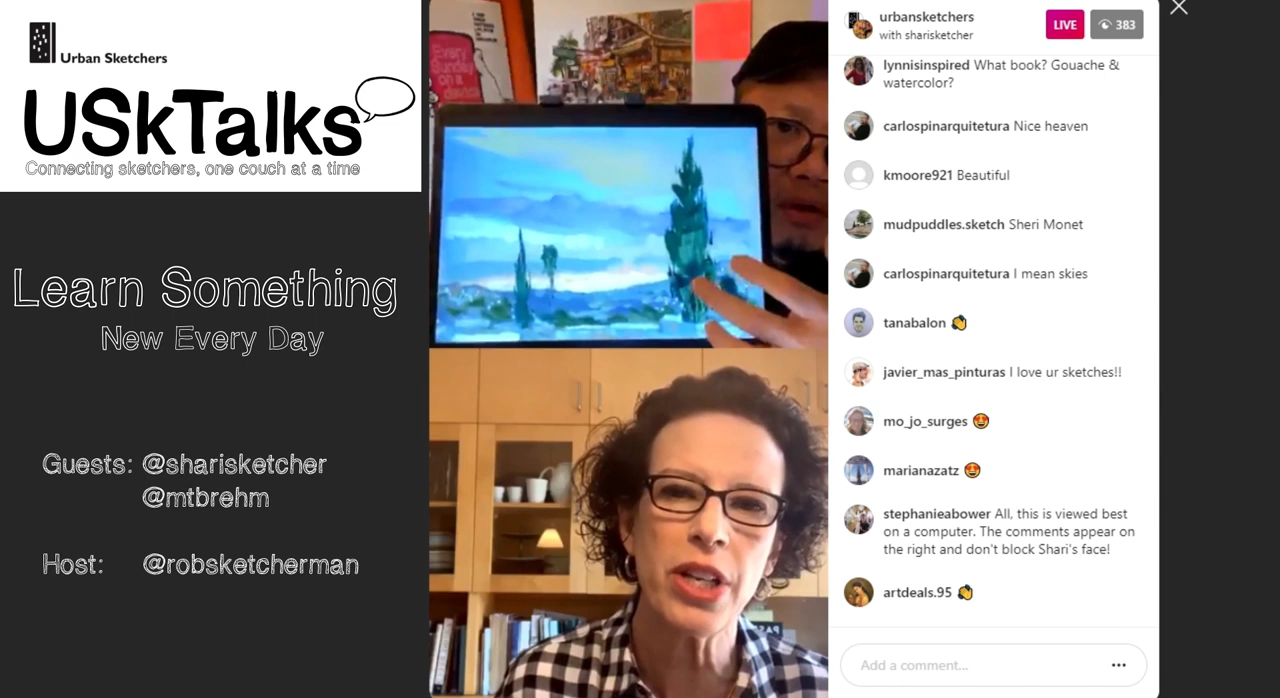 Urban Sketchers
USkTalks
Connecting sketchers, one couch at a time
Learn Something
New Every Day
Guests: @sharisketcher
@mtbrehm
Host: @robsketcherman
Every
Sunday
on a
urbansketchers
with sharisketcher
LIVE
383
lynnisinspired What book? Gouache &
watercolor?
carlospinarquitetura Nice heaven
kmoore921 Beautiful
mudpuddles.sketch Sheri Monet
carlospinarquitetura I mean skies
tanabalon 👏
javier_mas_pinturas I love ur sketches!!
mo_jo_surges 😍
marianazatz 😍
stephanieabower All, this is viewed best
on a computer. The comments appear on
the right and don't block Shari's face!
artdeals.95 👏
Add a comment...